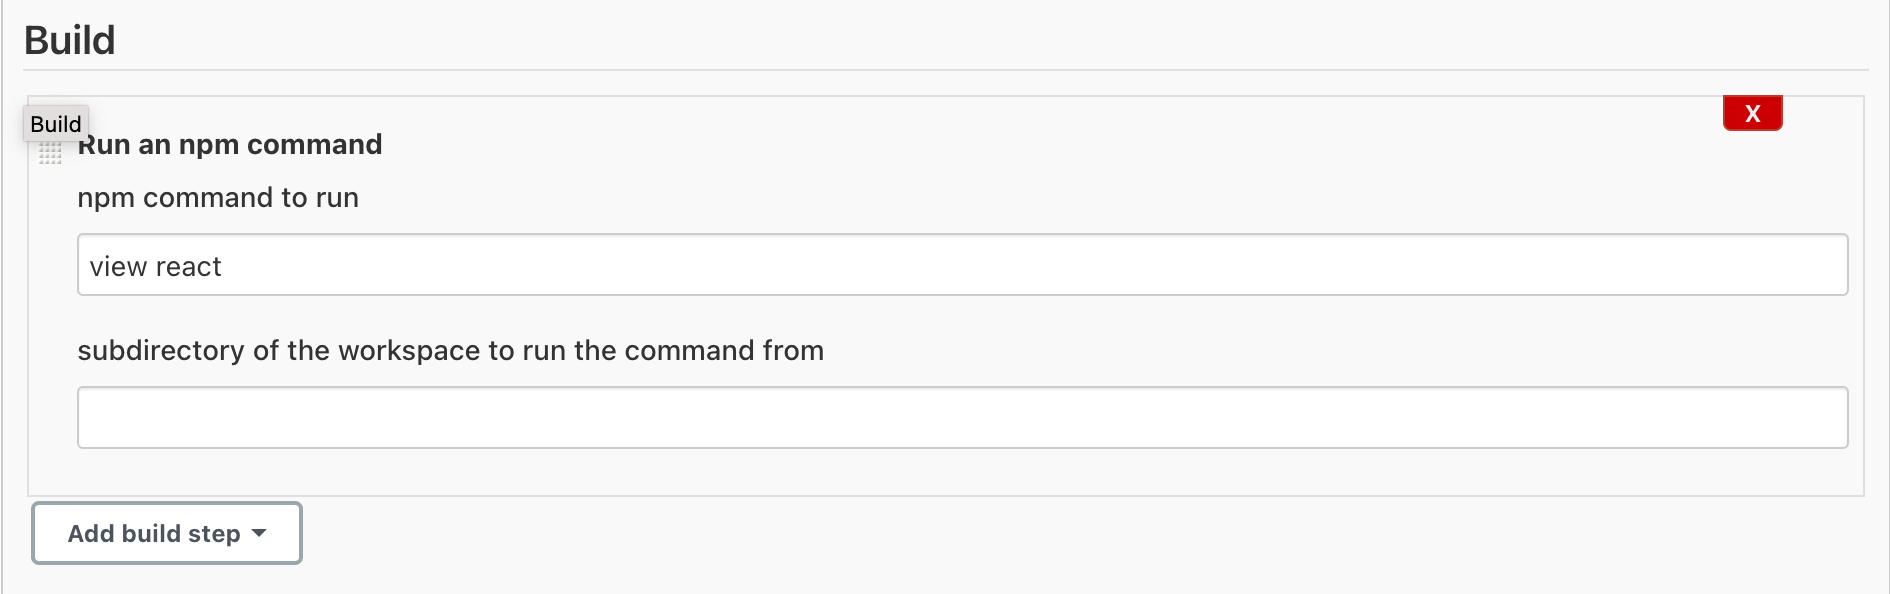 Build
Build
Run an npm command
X
npm command to run
view react
subdirectory of the workspace to run the command from
Add build step